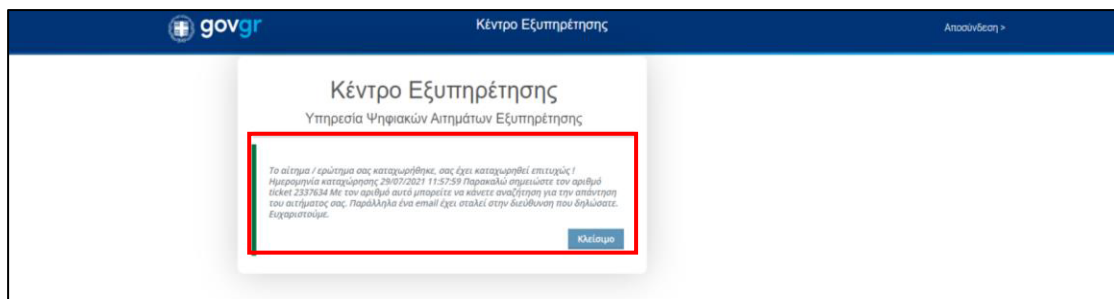 govgr
Κέντρο Εξυπηρέτησης
Αποσύνδεση >
Κέντρο Εξυπηρέτησης
Υπηρεσία Ψηφιακών Αιτημάτων Εξυπηρέτησης
Το αίτημα / ερώτημα σας καταχωρήθηκε, σας έχει καταχωρηθεί επιτυχώς !
Ημερομηνία καταχώρησης 29/07/2021 11:57:59 Παρακαλώ σημειώστε τον αριθμό
ticket 2337634 Με τον αριθμό αυτό μπορείτε να κάνετε αναζήτηση για την απάντηση
του αιτήματος σας. Παράλληλα ένα email έχει σταλεί στην διεύθυνση που δηλώσατε.
Ευχαριστούμε.
Κλείσιμο